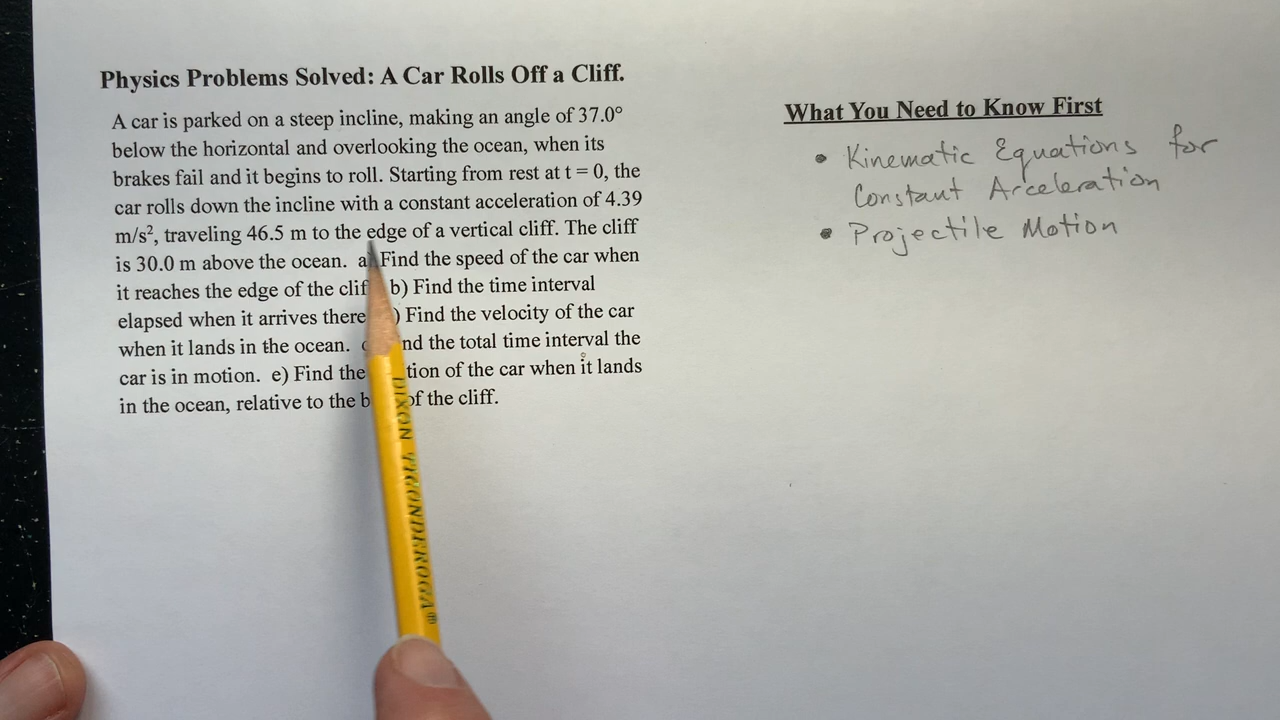 Physics Problems Solved: A Car Rolls Off a Cliff.
A car is parked on a steep incline, making an angle of 37.0°
below the horizontal and overlooking the ocean, when its
brakes fail and it begins to roll. Starting from rest at t = 0, the
car rolls down the incline with a constant acceleration of 4.39
m/s², traveling 46.5 m to the edge of a vertical cliff. The cliff
is 30.0 m above the ocean. a) Find the speed of the car when
it reaches the edge of the clif b) Find the time interval
elapsed when it arrives there ) Find the velocity of the car
when it lands in the ocean. nd the total time interval the
car is in motion. e) Find the tion of the car when it lands
in the ocean, relative to the b of the cliff.
What You Need to Know First
• Kinematic Equations for
Constant Arceleration
• Projectile Motion
DIXON TICONDEROGA®